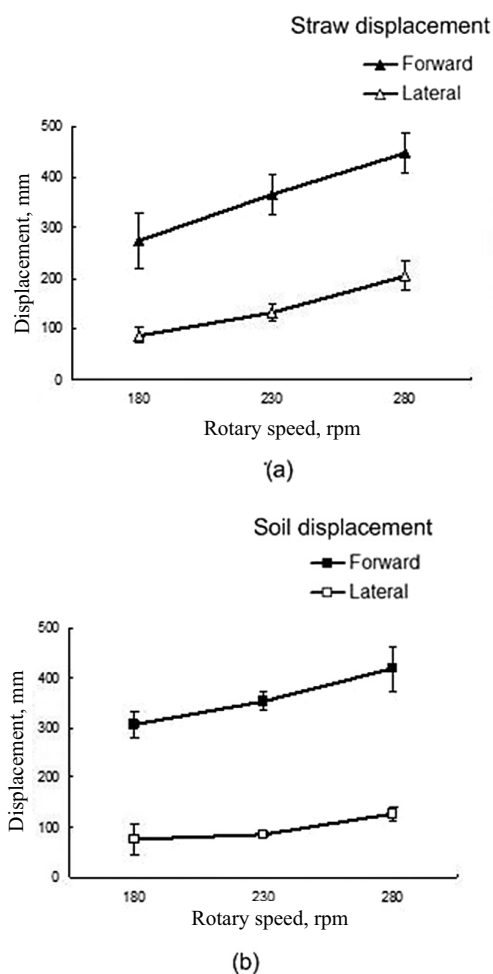 Straw displacement
Forward
Lateral
500
400
300
200
100
0
Displacement, mm
180 230 280
Rotary speed, rpm
(a)
Soil displacement
Forward
Lateral
500
400
300
200
100
0
Displacement, mm
180 230 280
Rotary speed, rpm
(b)